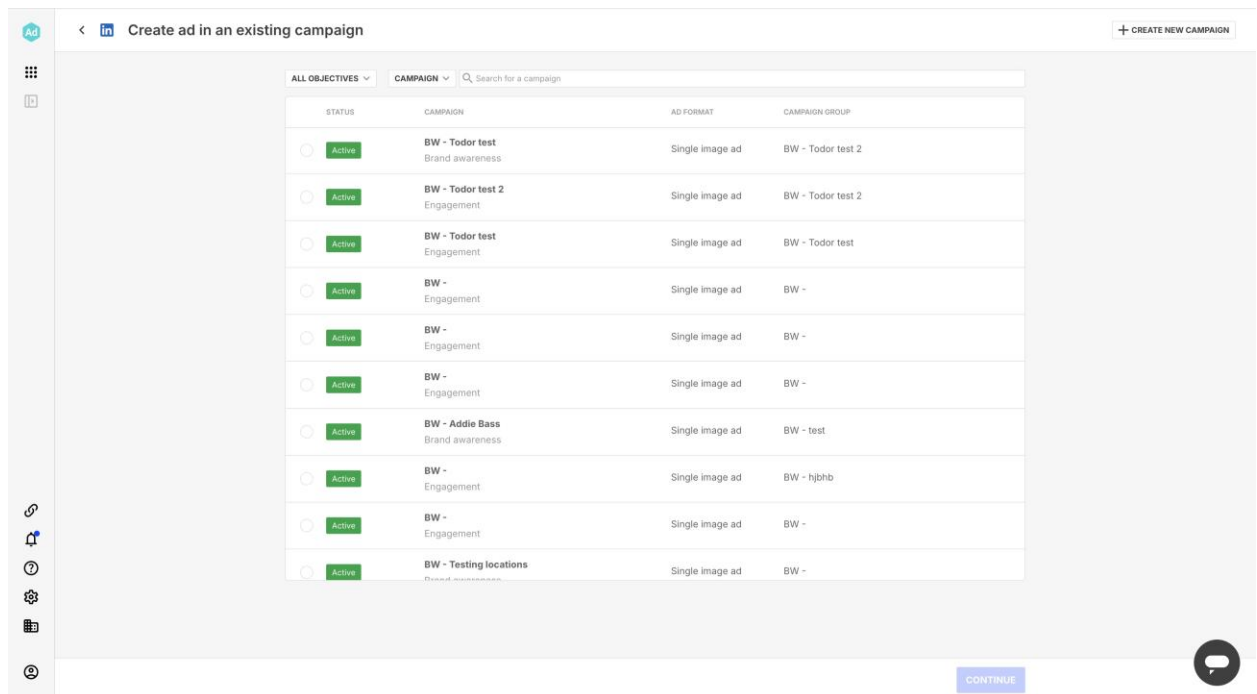 Ad
in
Create ad in an existing campaign
+ CREATE NEW CAMPAIGN
ALL OBJECTIVES
CAMPAIGN
Search for a campaign
STATUS CAMPAIGN AD FORMAT CAMPAIGN GROUP
BW - Todor test
Active Single image ad BW - Todor test 2
Brand awareness
BW - Todor test 2
Active Single image ad BW - Todor test 2
Engagement
BW - Todor test
Active Single image ad BW - Todor test
Engagement
BW -
Active Single image ad BW -
Engagement
BW -
Active Single image ad BW -
Engagement
BW -
Active Single image ad BW -
Engagement
BW - Addie Bass
Active Single image ad BW - test
Brand awareness
BW -
Active Single image ad BW - hjbhb
Engagement
BW -
Active Single image ad BW -
Engagement
BW - Testing locations
Active Single image ad BW -
Brand awareness
CONTINUE